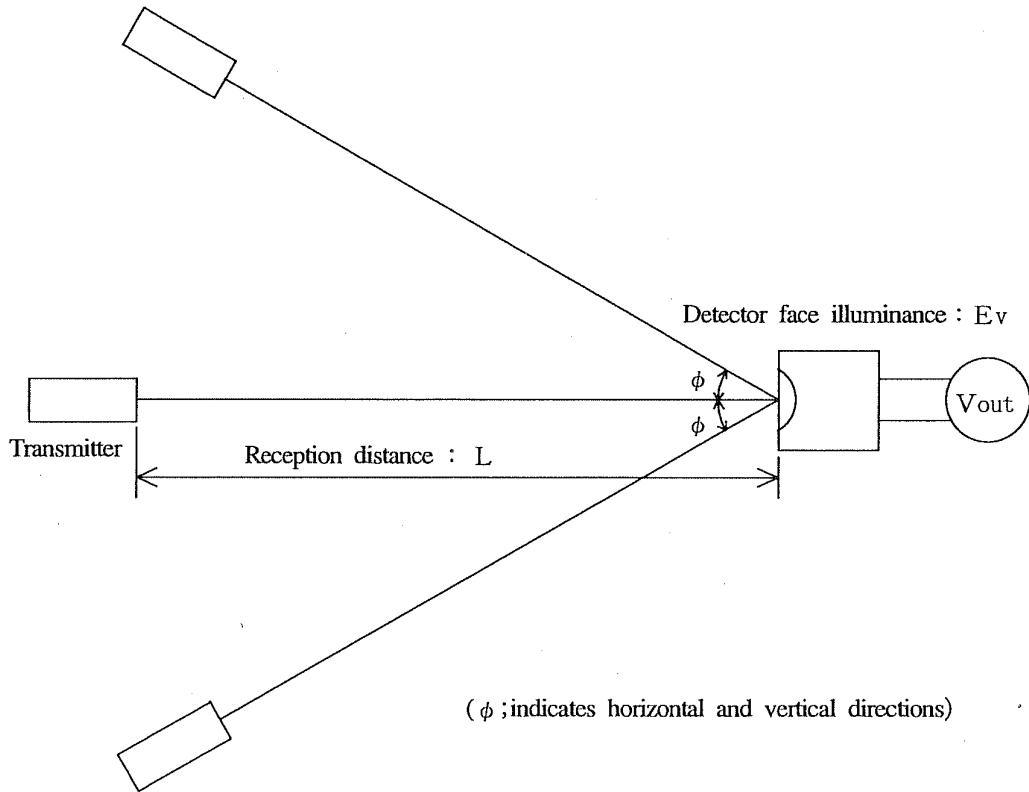 Detector face illuminance : Ev
ϕ
ϕ
Vout
Transmitter
Reception distance : L
(ϕ ;indicates horizontal and vertical directions)